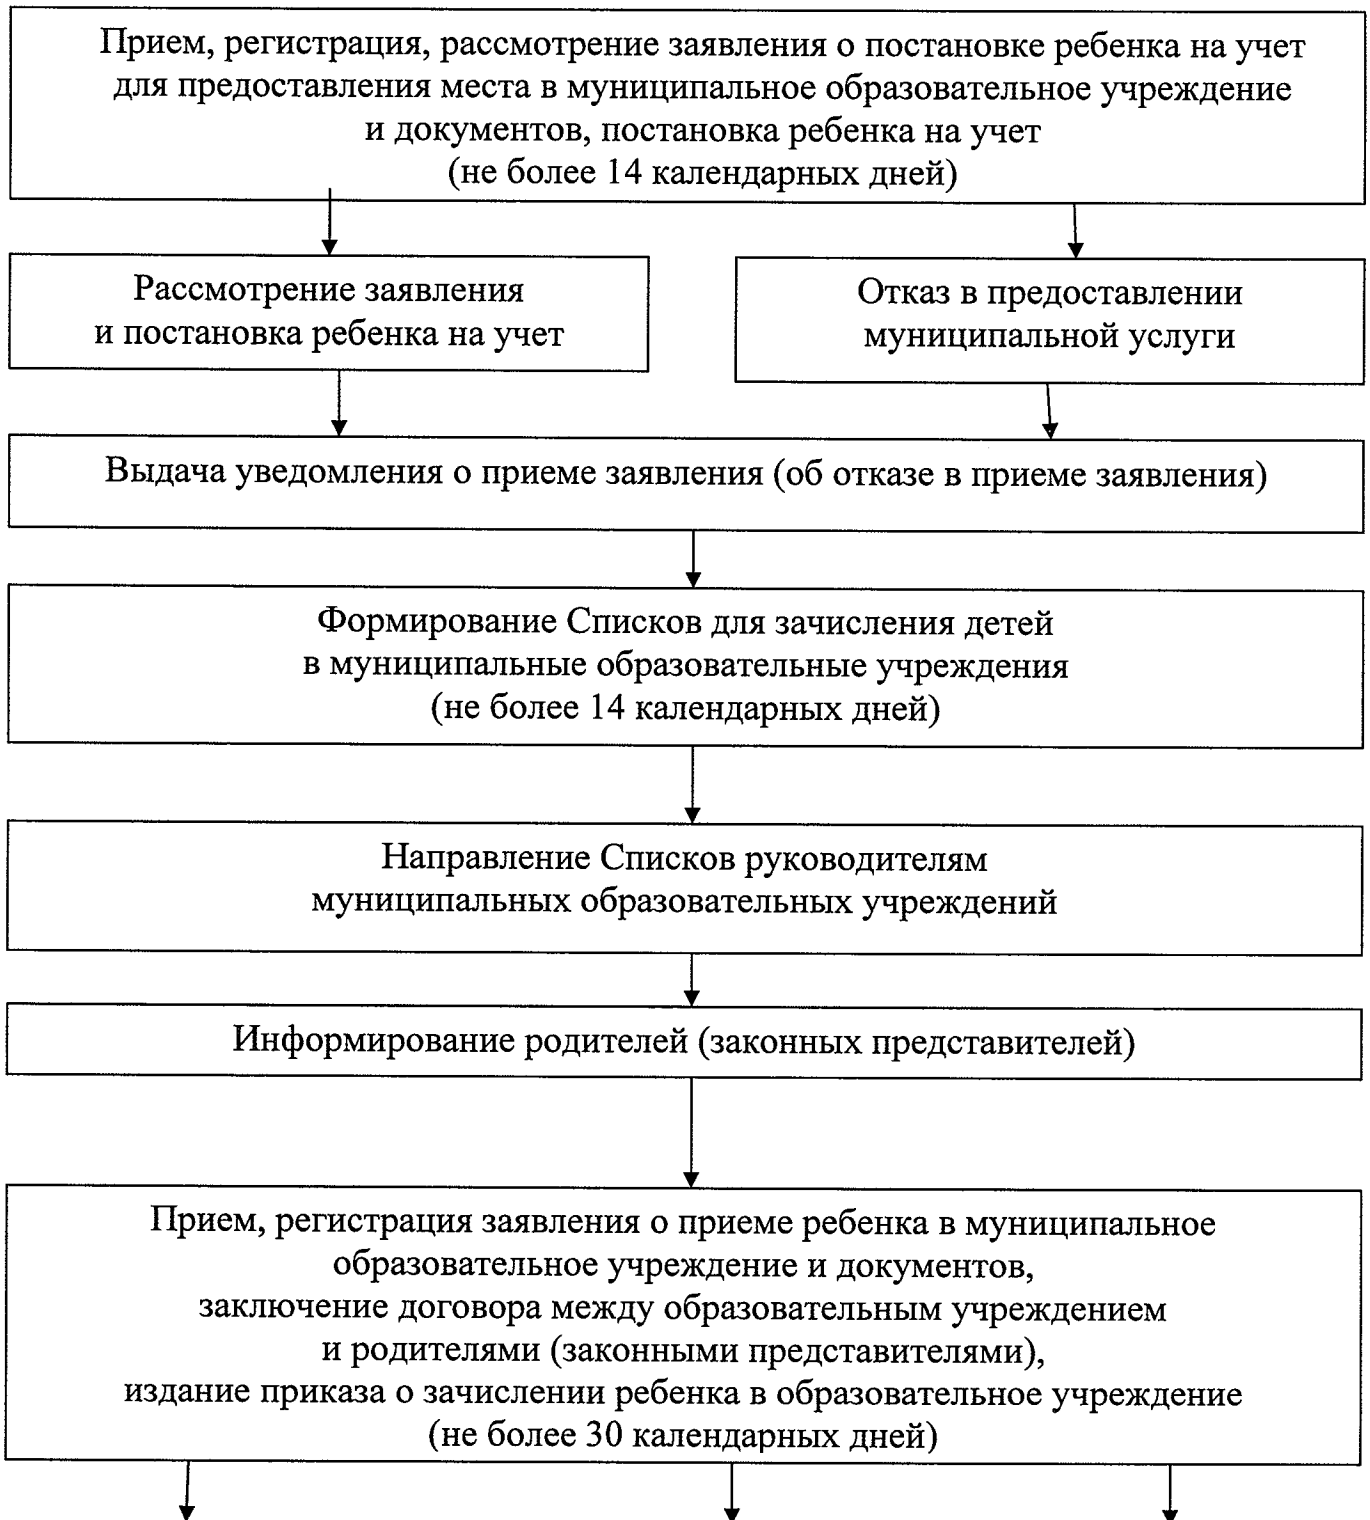 Прием, регистрация, рассмотрение заявления о постановке ребенка на учет
для предоставления места в муниципальное образовательное учреждение
и документов, постановка ребенка на учет
(не более 14 календарных дней)
Рассмотрение заявления
и постановка ребенка на учет
Отказ в предоставлении
муниципальной услуги
Выдача уведомления о приеме заявления (об отказе в приеме заявления)
Формирование Списков для зачисления детей
в муниципальные образовательные учреждения
(не более 14 календарных дней)
Направление Списков руководителям
муниципальных образовательных учреждений
Информирование родителей (законных представителей)
Прием, регистрация заявления о приеме ребенка в муниципальное
образовательное учреждение и документов,
заключение договора между образовательным учреждением
и родителями (законными представителями),
издание приказа о зачислении ребенка в образовательное учреждение
(не более 30 календарных дней)